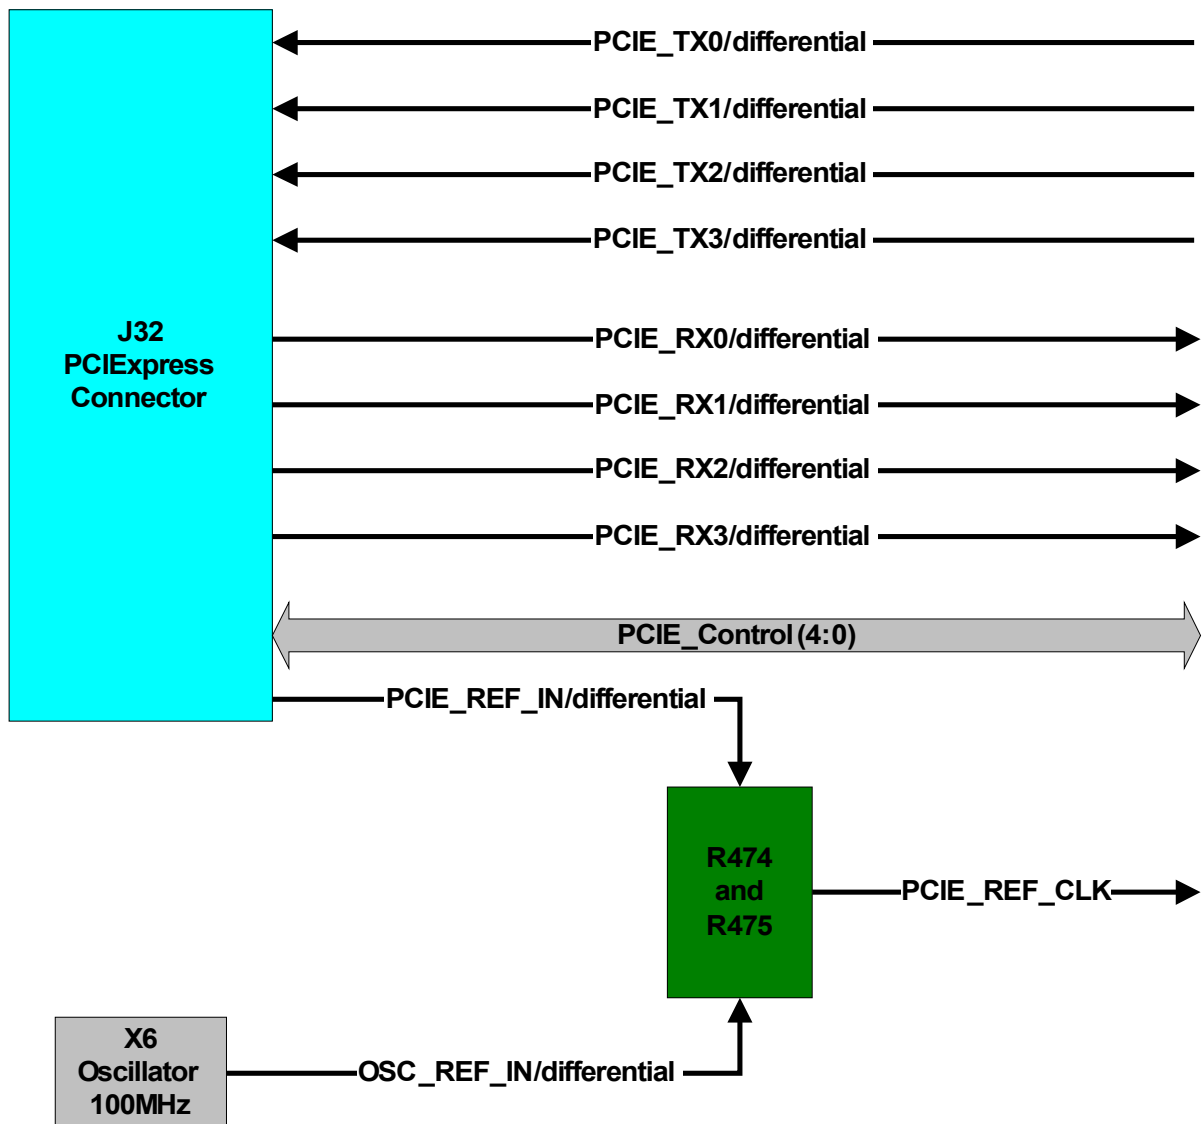 PCIE_TX0/differential
PCIE_TX1/differential
PCIE_TX2/differential
PCIE_TX3/differential
J32
PCIExpress
Connector
PCIE_RX0/differential
PCIE_RX1/differential
PCIE_RX2/differential
PCIE_RX3/differential
PCIE_Control (4:0)
PCIE_REF_IN/differential
R474
and
R475
PCIE_REF_CLK
X6
Oscillator
100MHz
OSC_REF_IN/differential